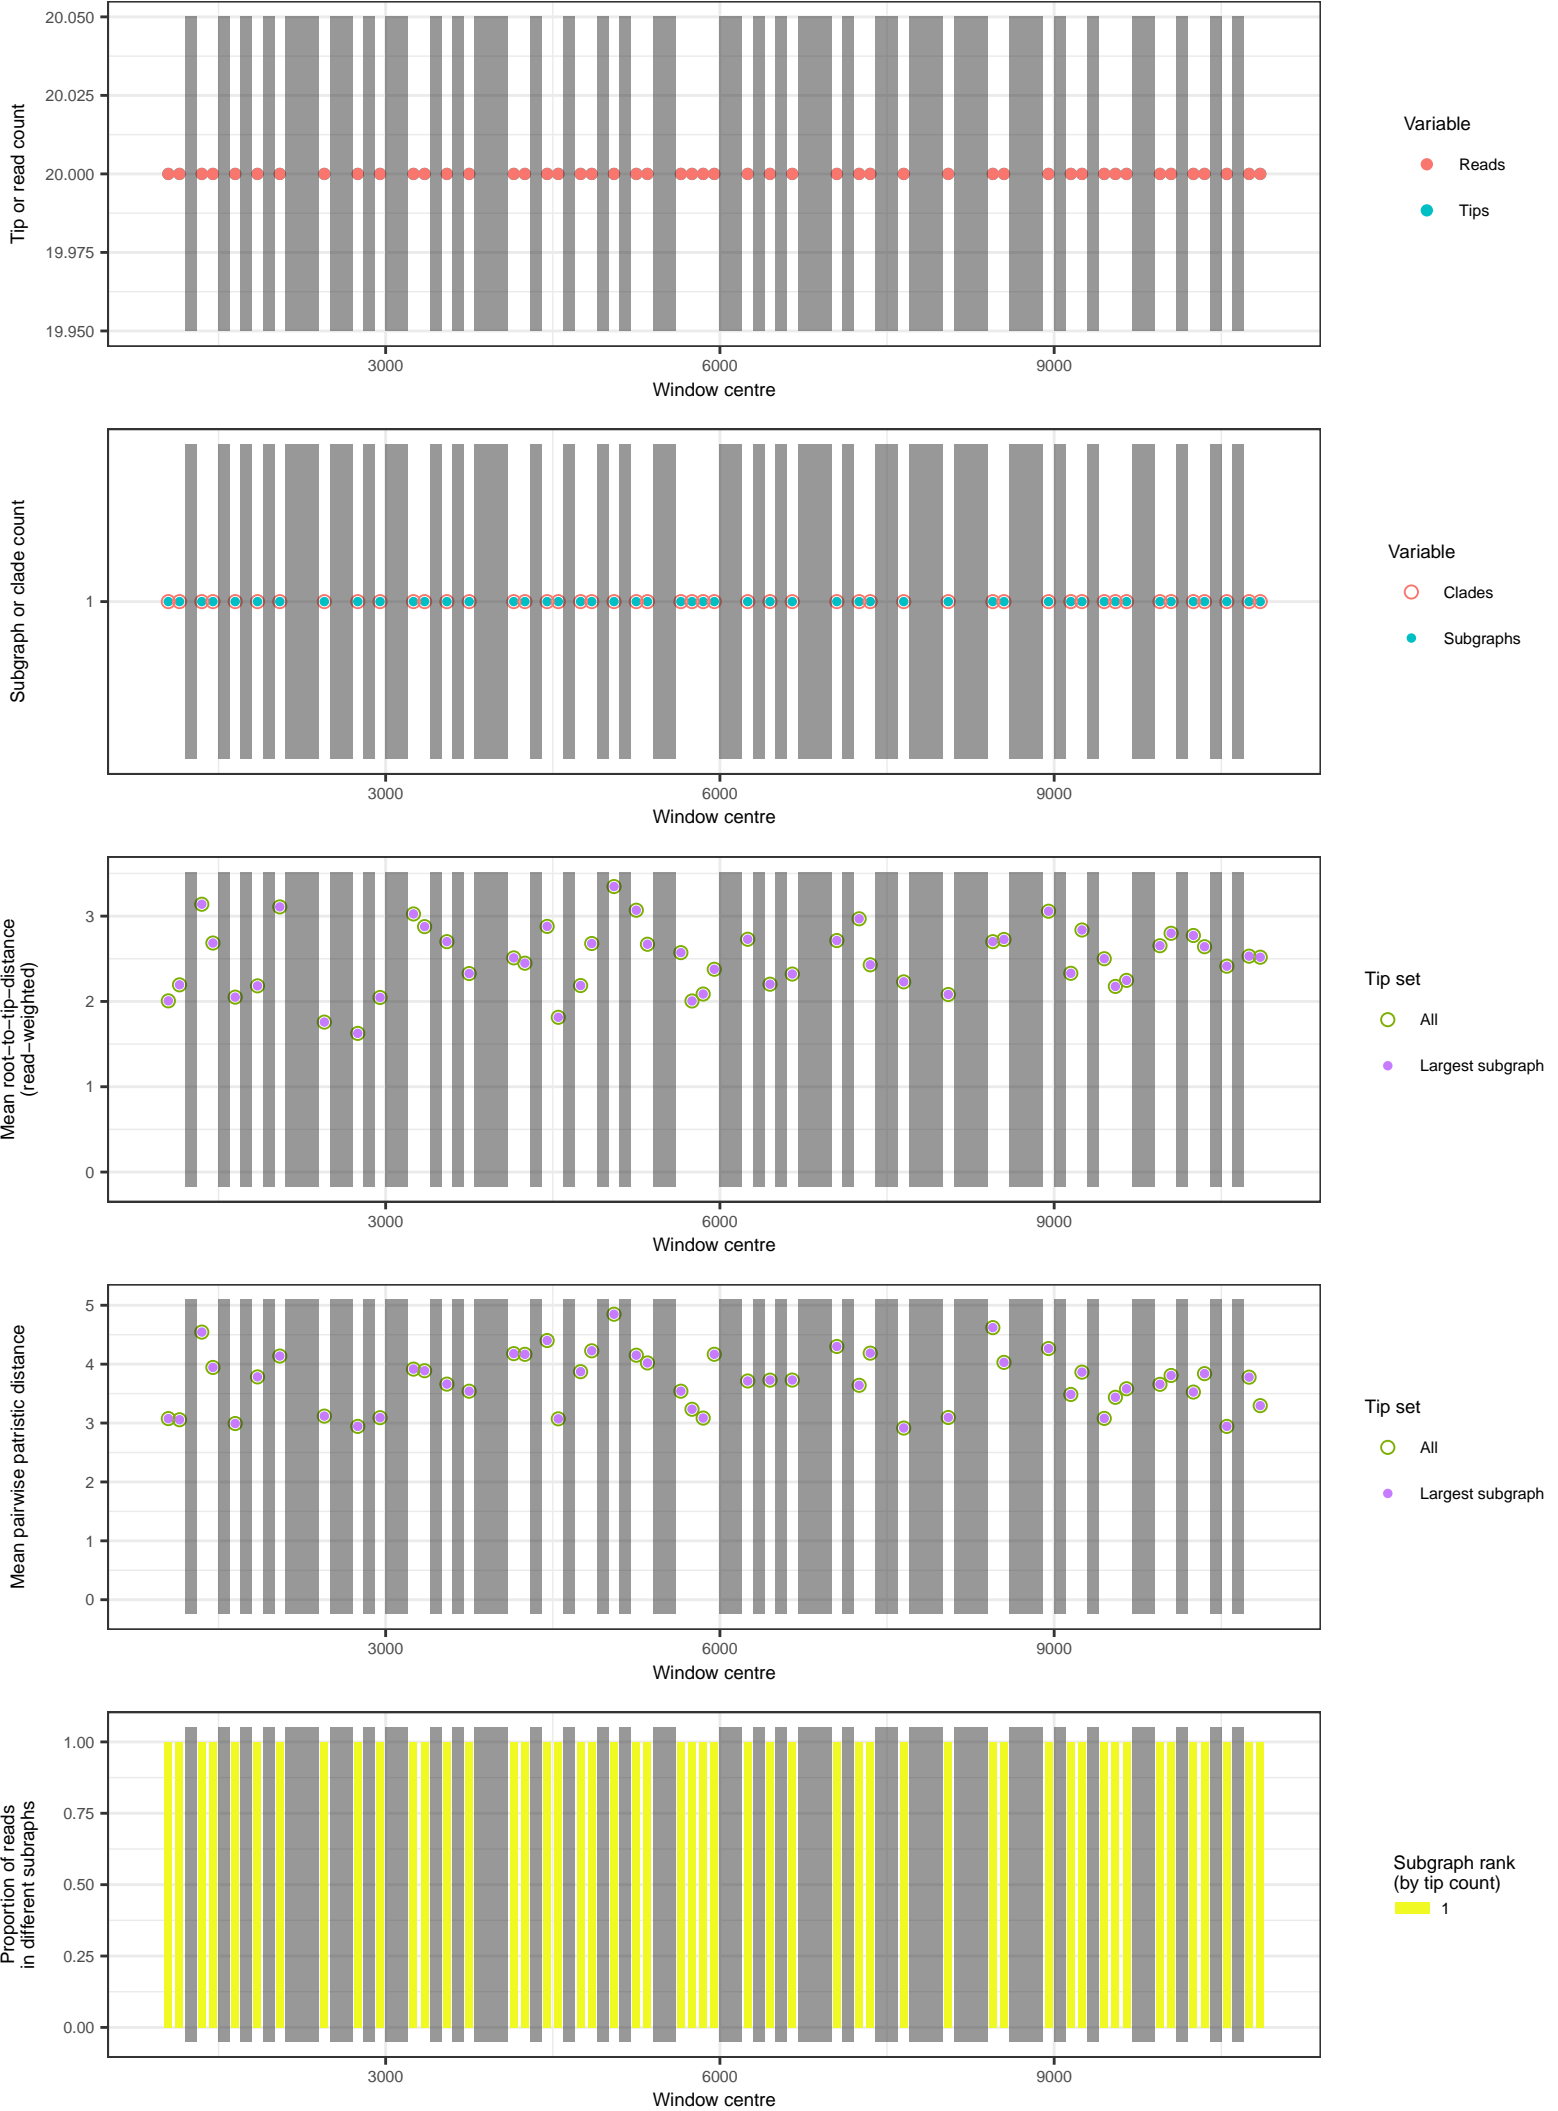 20.050
20.025
20.000
19.975
19.950
Tip or read count
3000
6000
9000
Window centre
Variable
Reads
Tips
1
Subgraph or clade count
3000
6000
9000
Window centre
Variable
Clades
Subgraphs
3
2
1
0
Mean root−to−tip−distance
(read−weighted)
3000
6000
9000
Window centre
Tip set
All
Largest subgraph
5
4
3
2
1
0
Mean pairwise patristic distance
3000
6000
9000
Window centre
Tip set
All
Largest subgraph
1.00
0.75
0.50
0.25
0.00
Proportion of reads
in different subraphs
3000
6000
9000
Window centre
Subgraph rank
(by tip count)
1